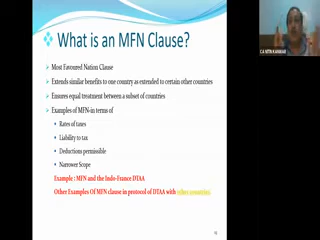 What is an MFN Clause?
Most Favoured Nation Clause
Extends similar benefits to one country as extended to certain other countries
Ensures equal treatment between a subset of countries
Examples of MFN-in terms of
Rates of taxes
Liability to tax
Deductions permissible
Narrower Scope
Example : MFN and the Indo-France DTAA
Other Examples Of MFN clause in protocol of DTAA with other countries
CA NITIN KANWAR